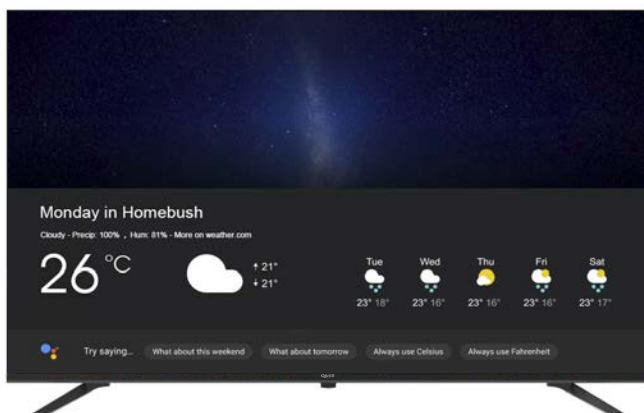 Monday in Homebush
Cloudy - Precip: 100% , Hum: 81% - More on weather.com
26 °C
↑ 21°
↓ 21°
Tue Wed Thu Fri Sat
23° 18° 23° 16° 23° 16° 23° 16° 23° 17°
Try saying... What about this weekend What about tomorrow Always use Celsius Always use Fahrenheit